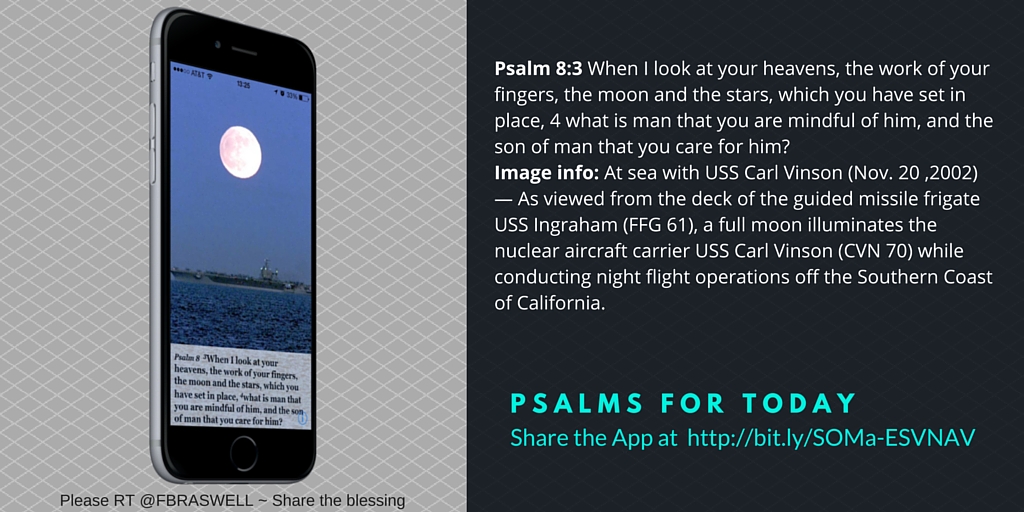 AT&T
13:25
33%
Psalm 8 ³When I look at your
heavens, the work of your fingers,
the moon and the stars, which you
have set in place, ⁴what is man that
you are mindful of him, and the son
of man that you care for him?
Please RT @FBRASWELL ~ Share the blessing
Psalm 8:3 When I look at your heavens, the work of your
fingers, the moon and the stars, which you have set in
place, 4 what is man that you are mindful of him, and the
son of man that you care for him?
Image info: At sea with USS Carl Vinson (Nov. 20 ,2002)
— As viewed from the deck of the guided missile frigate
USS Ingraham (FFG 61), a full moon illuminates the
nuclear aircraft carrier USS Carl Vinson (CVN 70) while
conducting night flight operations off the Southern Coast
of California.
PSALMS FOR TODAY
Share the App at http://bit.ly/SOMa-ESVNAV